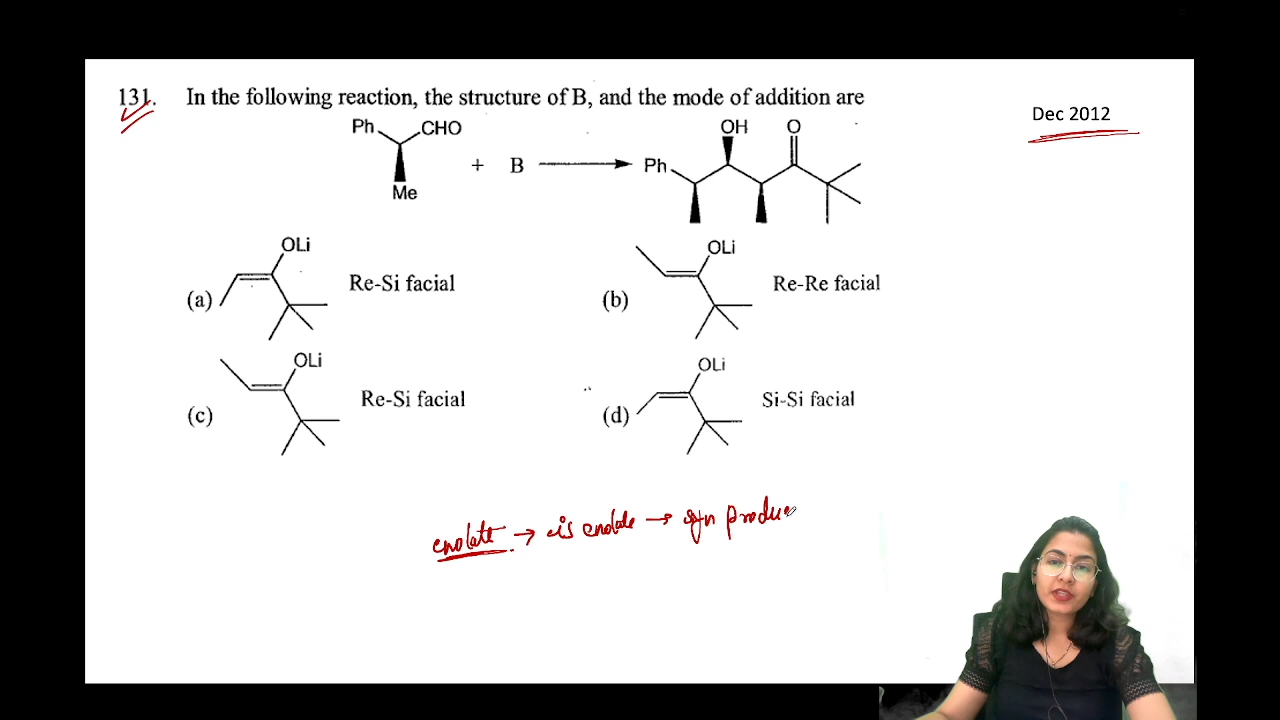 131. In the following reaction, the structure of B, and the mode of addition are
Dec 2012
Ph CHO
Me
+ B
OH O
Ph
(a) OLi Re-Si facial
(b) OLi Re-Re facial
(c) OLi Re-Si facial
(d) OLi Si-Si facial
enolate → cis enolate → syn produc